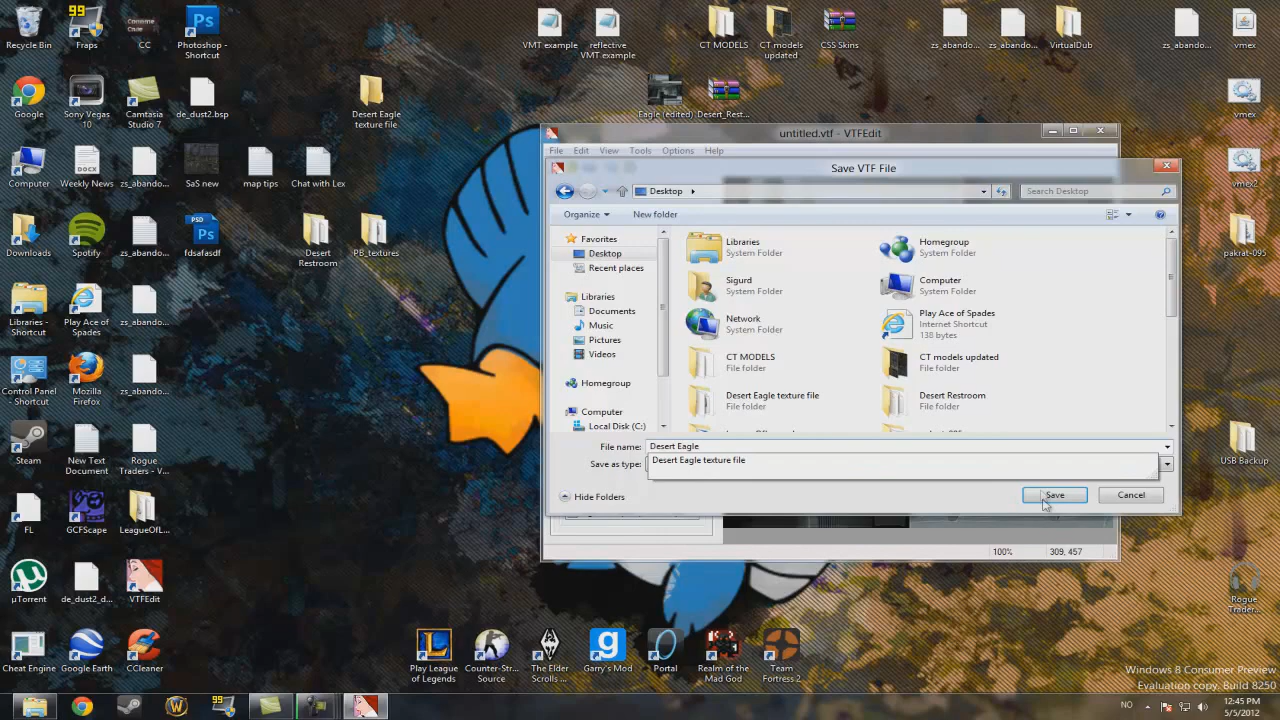 Recycle Bin
99
Fraps
Console
Code
CC
Ps
Photoshop -
Shortcut
VMT example
reflective
VMT example
CT MODELS
CT models
updated
CSS Skins
zs_abando...
zs_abando...
VirtualDub
zs_abando...
vmex
Google
Sony Vegas
10
Camtasia
Studio 7
de_dust2.bsp
Desert Eagle
texture file
Eagle (edited)
Desert_Rest...
vmex
untitled.vtf - VTFEdit
File Edit View Tools Options Help
Computer
DOCX
Weekly News
zs_abando...
SaS new
map tips
Chat with Lex
vmex2
Save VTF File
Desktop
Search Desktop
Organize
New folder
Favorites
Desktop
Recent places
Libraries
Documents
Music
Pictures
Videos
Homegroup
Computer
Local Disk (C:)
Libraries
System Folder
Homegroup
System Folder
Sigurd
System Folder
Computer
System Folder
Network
System Folder
Play Ace of Spades
Internet Shortcut
138 bytes
CT MODELS
File folder
CT models updated
File folder
Desert Eagle texture file
File folder
Desert Restroom
File folder
File name:
Desert Eagle
Desert Eagle texture file
Save as type:
Hide Folders
Save
Cancel
100%
309, 457
Downloads
Spotify
zs_abando...
PSD
Ps
fdsafasdf
Desert
Restroom
PB_textures
pakrat-095
Libraries -
Shortcut
Play Ace of
Spades
zs_abando...
Control Panel
- Shortcut
Mozilla
Firefox
zs_abando...
Steam
New Text
Document
Rogue
Traders - V...
USB Backup
FL
GCFScape
LeagueOfL...
µTorrent
de_dust2_d...
VTFEdit
Rogue
Trader...
Cheat Engine
Google Earth
CCleaner
Play League
of Legends
Counter-Str...
Source
The Elder
Scrolls ...
g
Garry's Mod
Portal
Realm of the
Mad God
Team
Fortress 2
Windows 8 Consumer Preview
Evaluation copy. Build 8250
99
NO
12:45 PM
5/5/2012